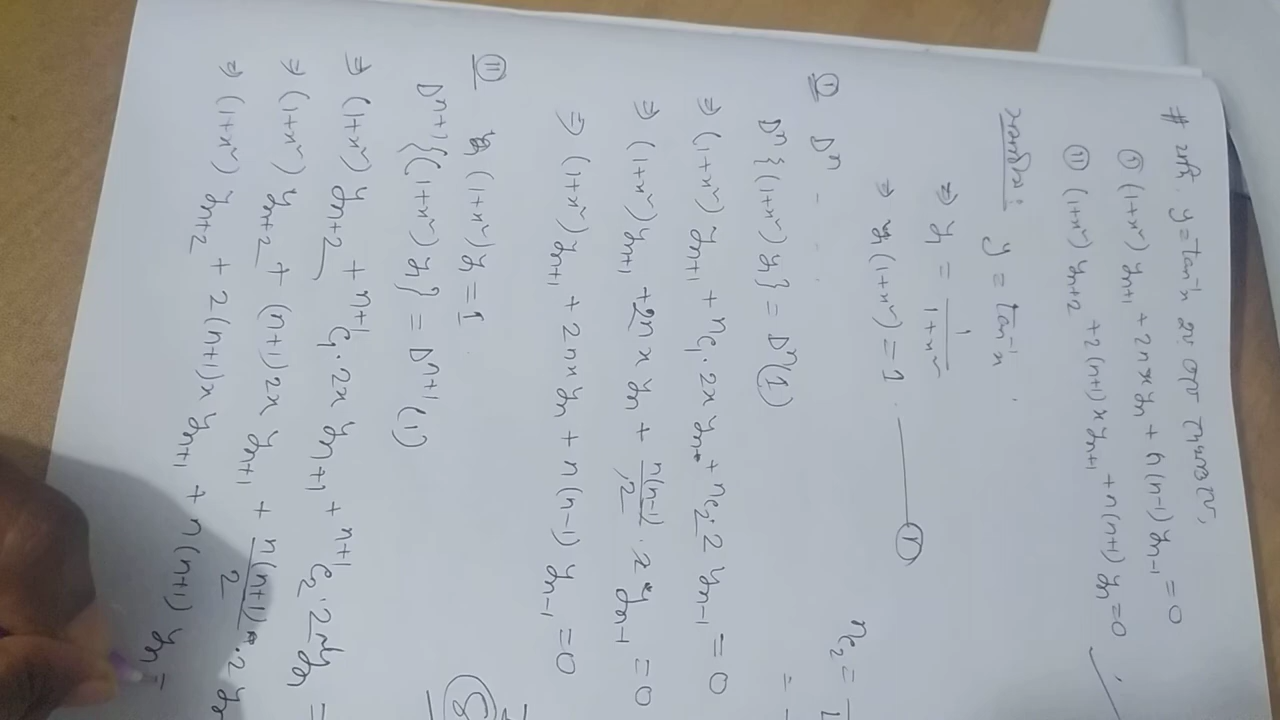 # যদি y = tan⁻¹x হয় তবে দেখাও যে,
(i) (1+x²) yₙ₊₁ + 2nxyₙ + n(n-1) yₙ₋₁ = 0
(ii) (1+x²) yₙ₊₂ + 2(n+1)x yₙ₊₁ + n(n+1) yₙ = 0
সমাধান: y = tan⁻¹x
⇒ y₁ = 1/(1+x²)
⇒ y₁(1+x²) = 1 (i)
(i) Dⁿ
ⁿc₂ =
Dⁿ{(1+x²) y₁} = Dⁿ(1)
⇒ (1+x²) yₙ₊₁ + ⁿc₁. 2x yₙ + ⁿc₂. 2 yₙ₋₁ = 0
⇒ (1+x²) yₙ₊₁ + 2nx yₙ + n(n-1)/2 . 2 yₙ₋₁ = 0
⇒ (1+x²) yₙ₊₁ + 2nxyₙ + n(n-1) yₙ₋₁ = 0
(ii) (1+x²) y₁ = 1
Dⁿ⁺¹{(1+x²) y₁} = Dⁿ⁺¹(1)
⇒ (1+x²) yₙ₊₂ + ⁿ⁺¹c₁. 2x yₙ₊₁ + ⁿ⁺¹c₂. 2 yₙ =
⇒ (1+x²) yₙ₊₂ + (n+1)2x yₙ₊₁ + n(n+1)/2 . 2 yₙ
⇒ (1+x²) yₙ₊₂ + 2(n+1)x yₙ₊₁ + n(n+1) yₙ =